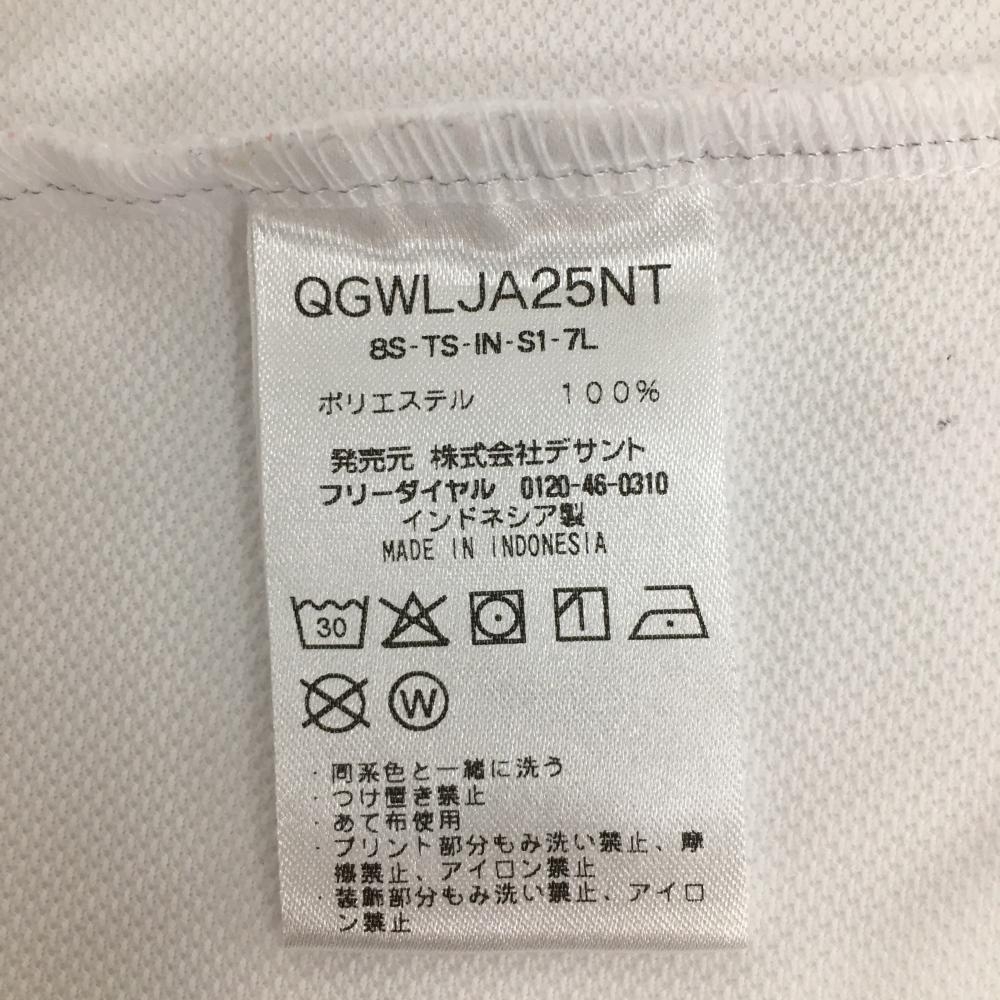 QGWLJA25NT
8S-TS-IN-S1-7L
ポリエステル 100%
発売元 株式会社デサント
フリーダイヤル 0120-46-0310
インドネシア製
MADE IN INDONESIA
30
W
・同系色と一緒に洗う
・つけ置き禁止
・あて布使用
・プリント部分もみ洗い禁止、摩
擦禁止、アイロン禁止
・装飾部分もみ洗い禁止、アイロ
ン禁止